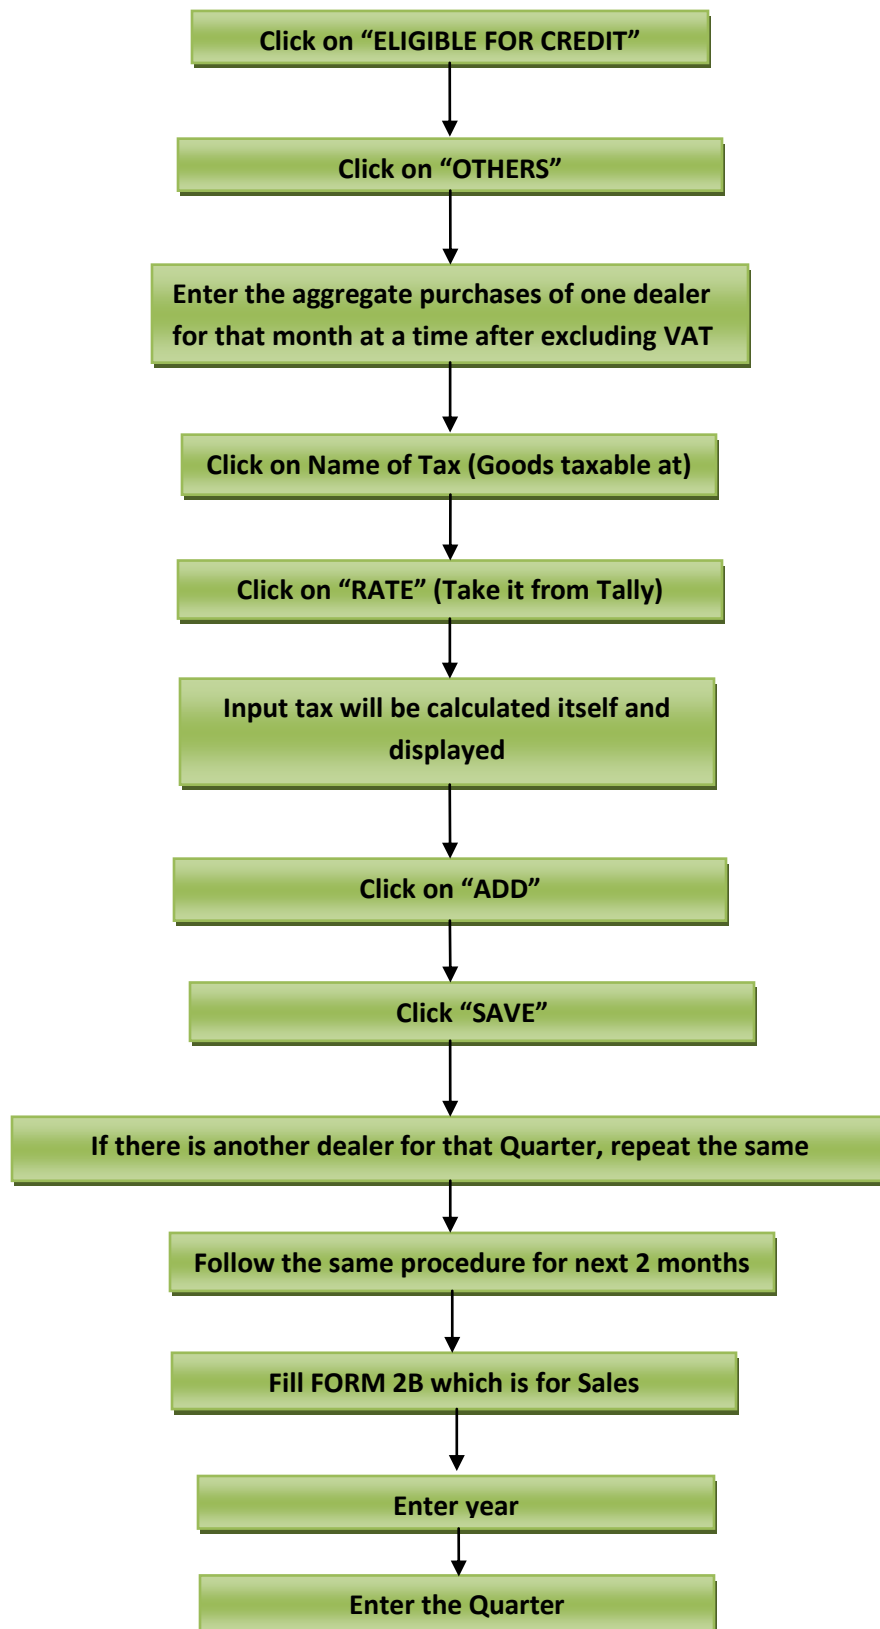 Click on “ELIGIBLE FOR CREDIT”
Click on “OTHERS”
Enter the aggregate purchases of one dealer
for that month at a time after excluding VAT
Click on Name of Tax (Goods taxable at)
Click on “RATE” (Take it from Tally)
Input tax will be calculated itself and
displayed
Click on “ADD”
Click “SAVE”
If there is another dealer for that Quarter, repeat the same
Follow the same procedure for next 2 months
Fill FORM 2B which is for Sales
Enter year
Enter the Quarter